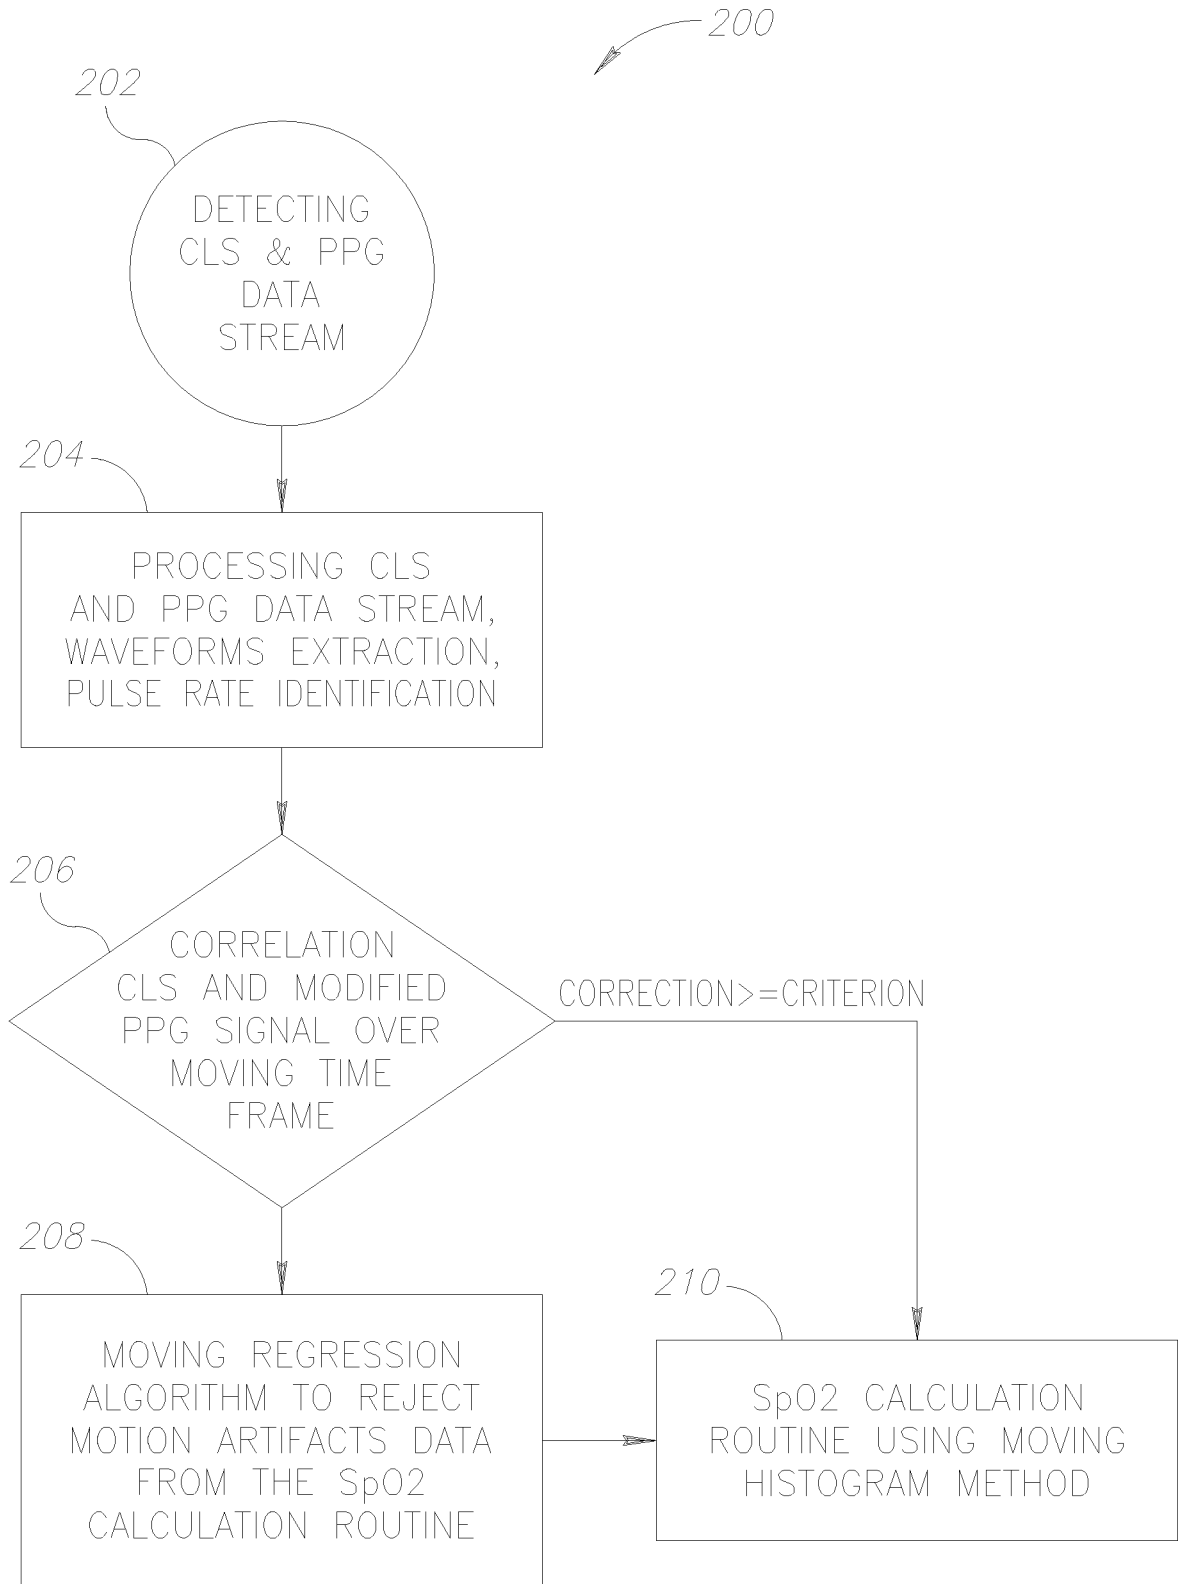 200
202
DETECTING
CLS & PPG
DATA
STREAM
204
PROCESSING CLS
AND PPG DATA STREAM,
WAVEFORMS EXTRACTION,
PULSE RATE IDENTIFICATION
206
CORRELATION
CLS AND MODIFIED
PPG SIGNAL OVER
MOVING TIME
FRAME
CORRECTION>=CRITERION
208
MOVING REGRESSION
ALGORITHM TO REJECT
MOTION ARTIFACTS DATA
FROM THE SpO2
CALCULATION ROUTINE
210
SpO2 CALCULATION
ROUTINE USING MOVING
HISTOGRAM METHOD